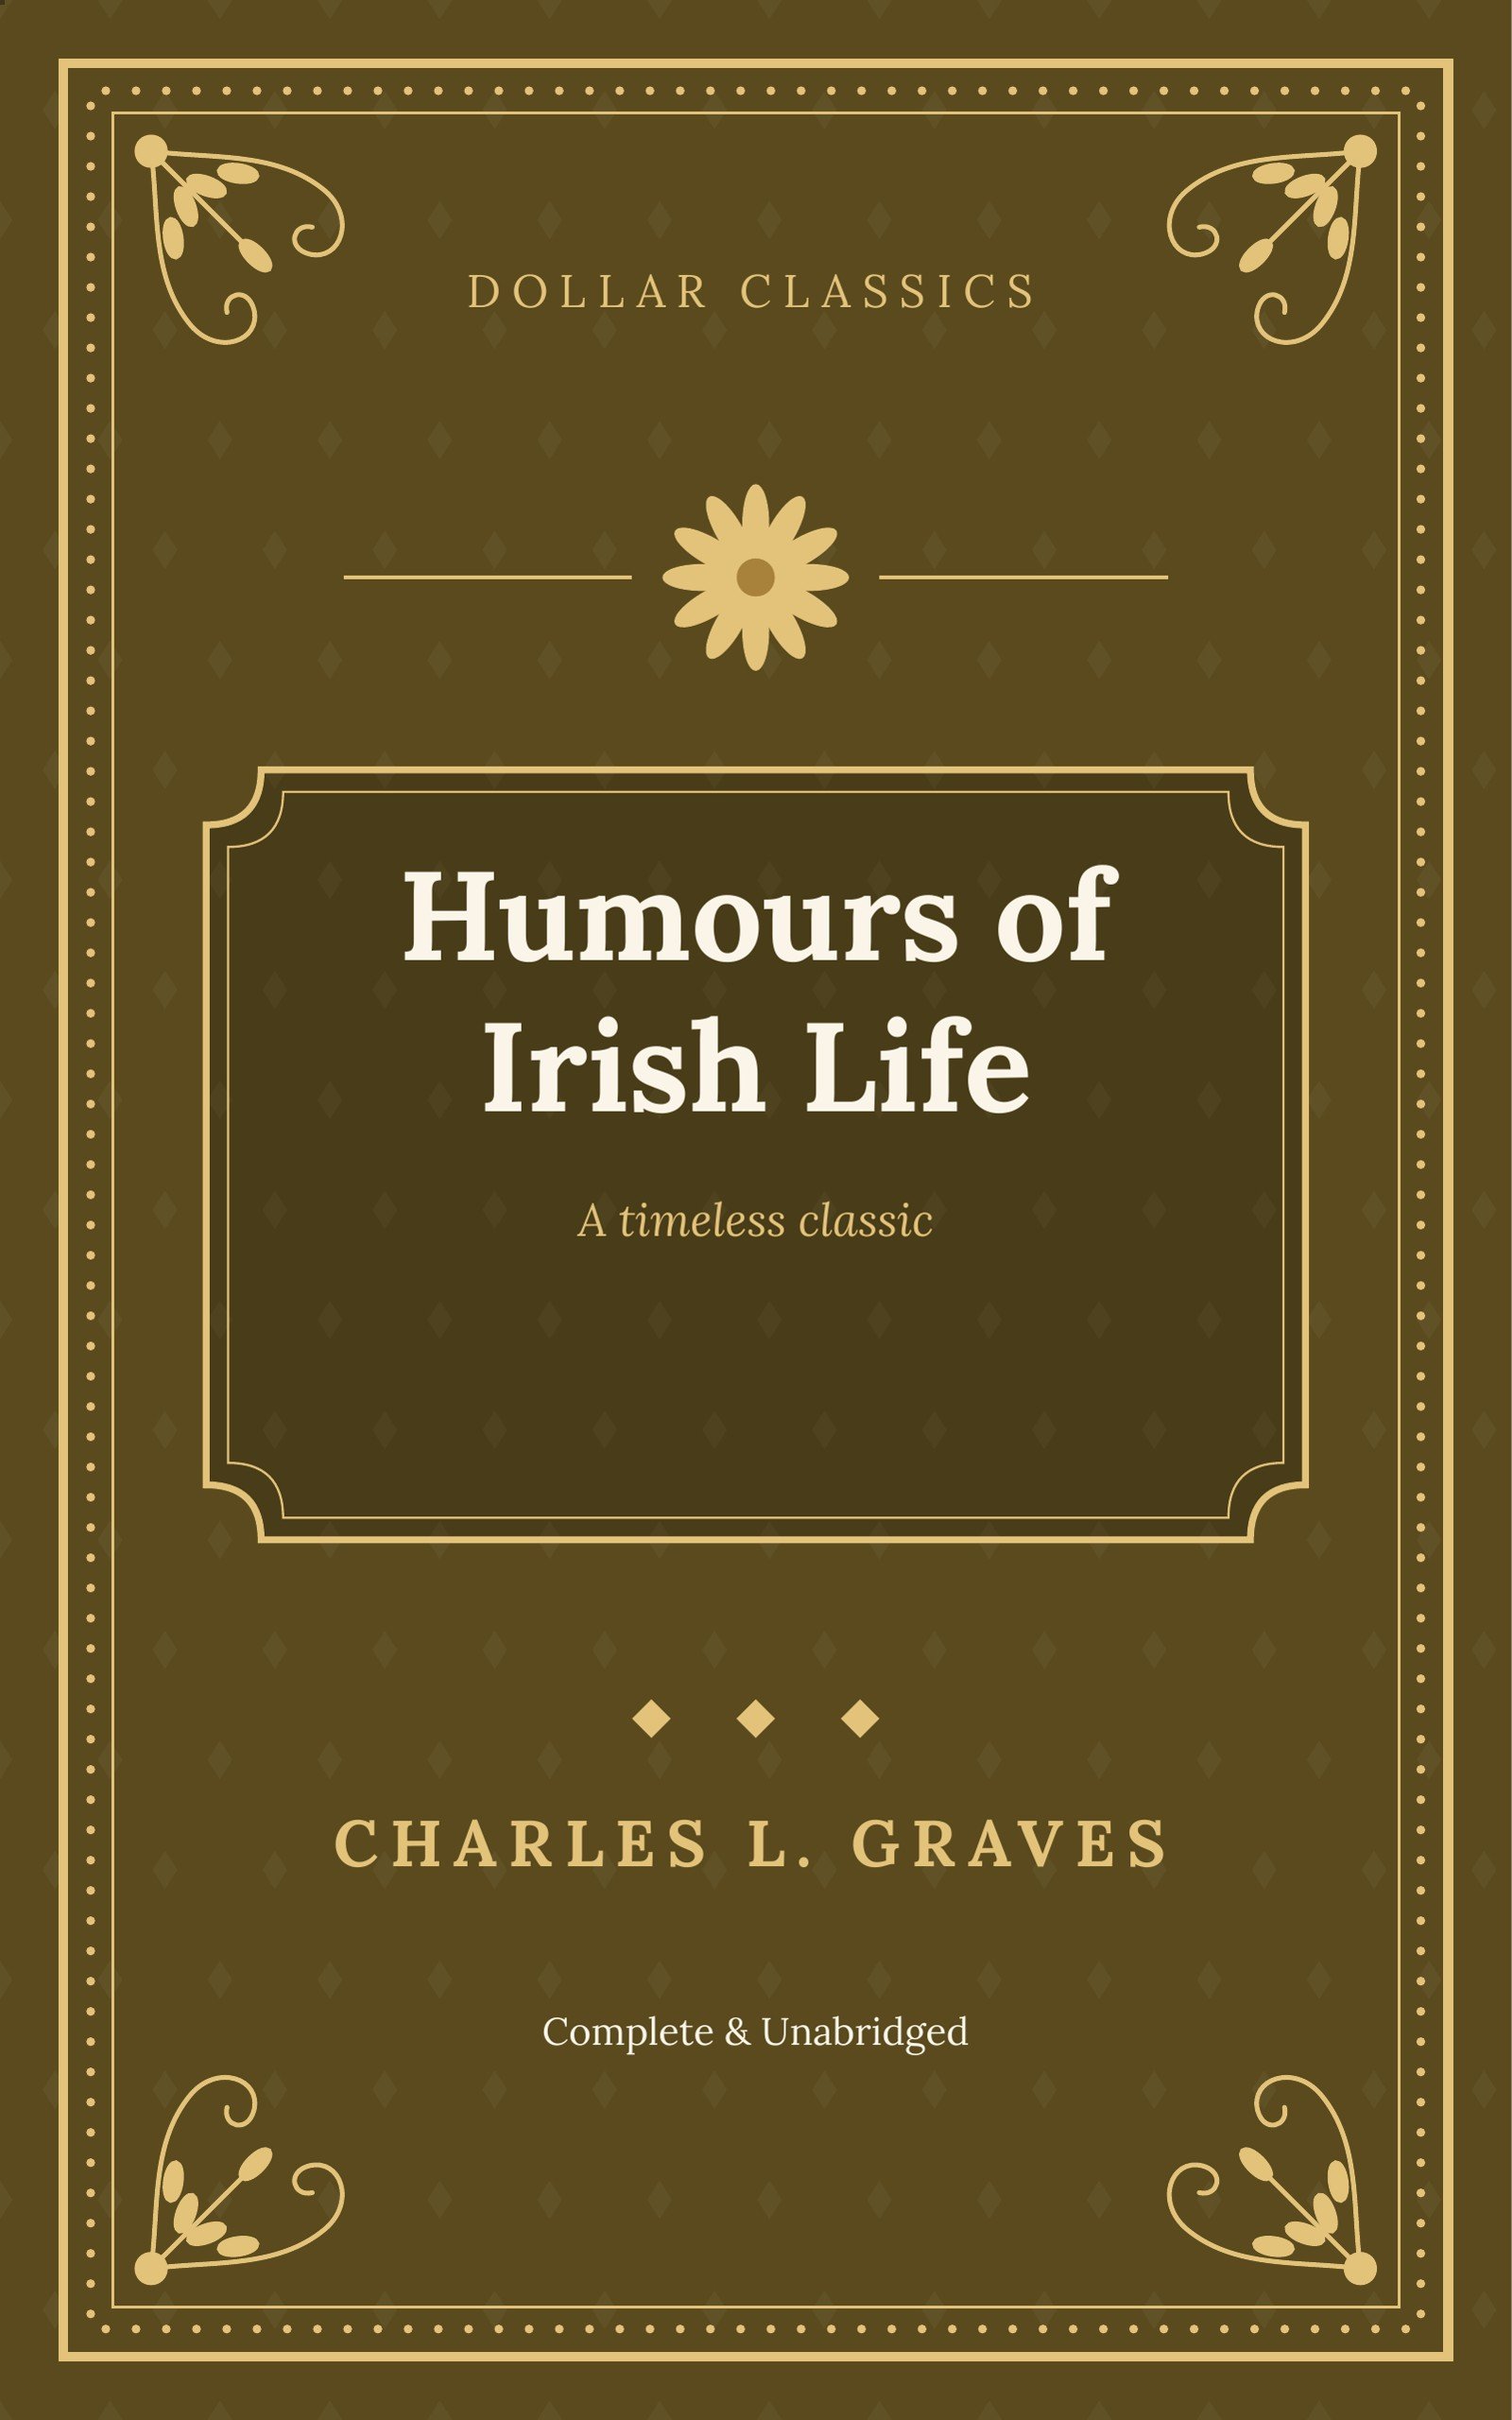 DOLLAR CLASSICS
Humours of
Irish Life
A timeless classic
CHARLES L. GRAVES
Complete & Unabridged